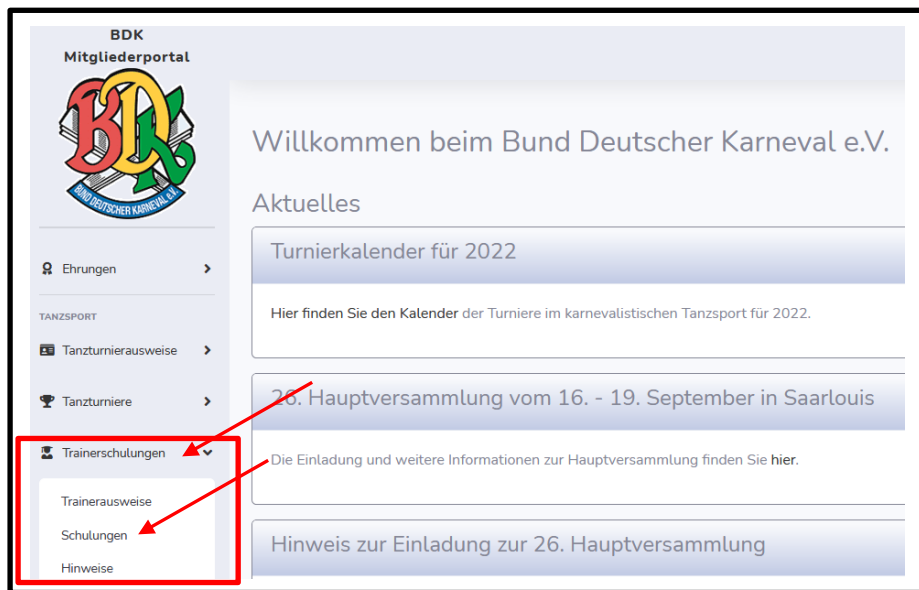 BDK
Mitgliederportal
BDK
BUND DEUTSCHER KARNEVAL e.V.
Ehrungen
TANZSPORT
Tanzturnierausweise
Tanzturniere
Trainerschulungen
Trainerausweise
Schulungen
Hinweise
Willkommen beim Bund Deutscher Karneval e.V.
Aktuelles
Turnierkalender für 2022
Hier finden Sie den Kalender der Turniere im karnevalistischen Tanzsport für 2022.
26. Hauptversammlung vom 16. - 19. September in Saarlouis
Die Einladung und weitere Informationen zur Hauptversammlung finden Sie hier.
Hinweis zur Einladung zur 26. Hauptversammlung